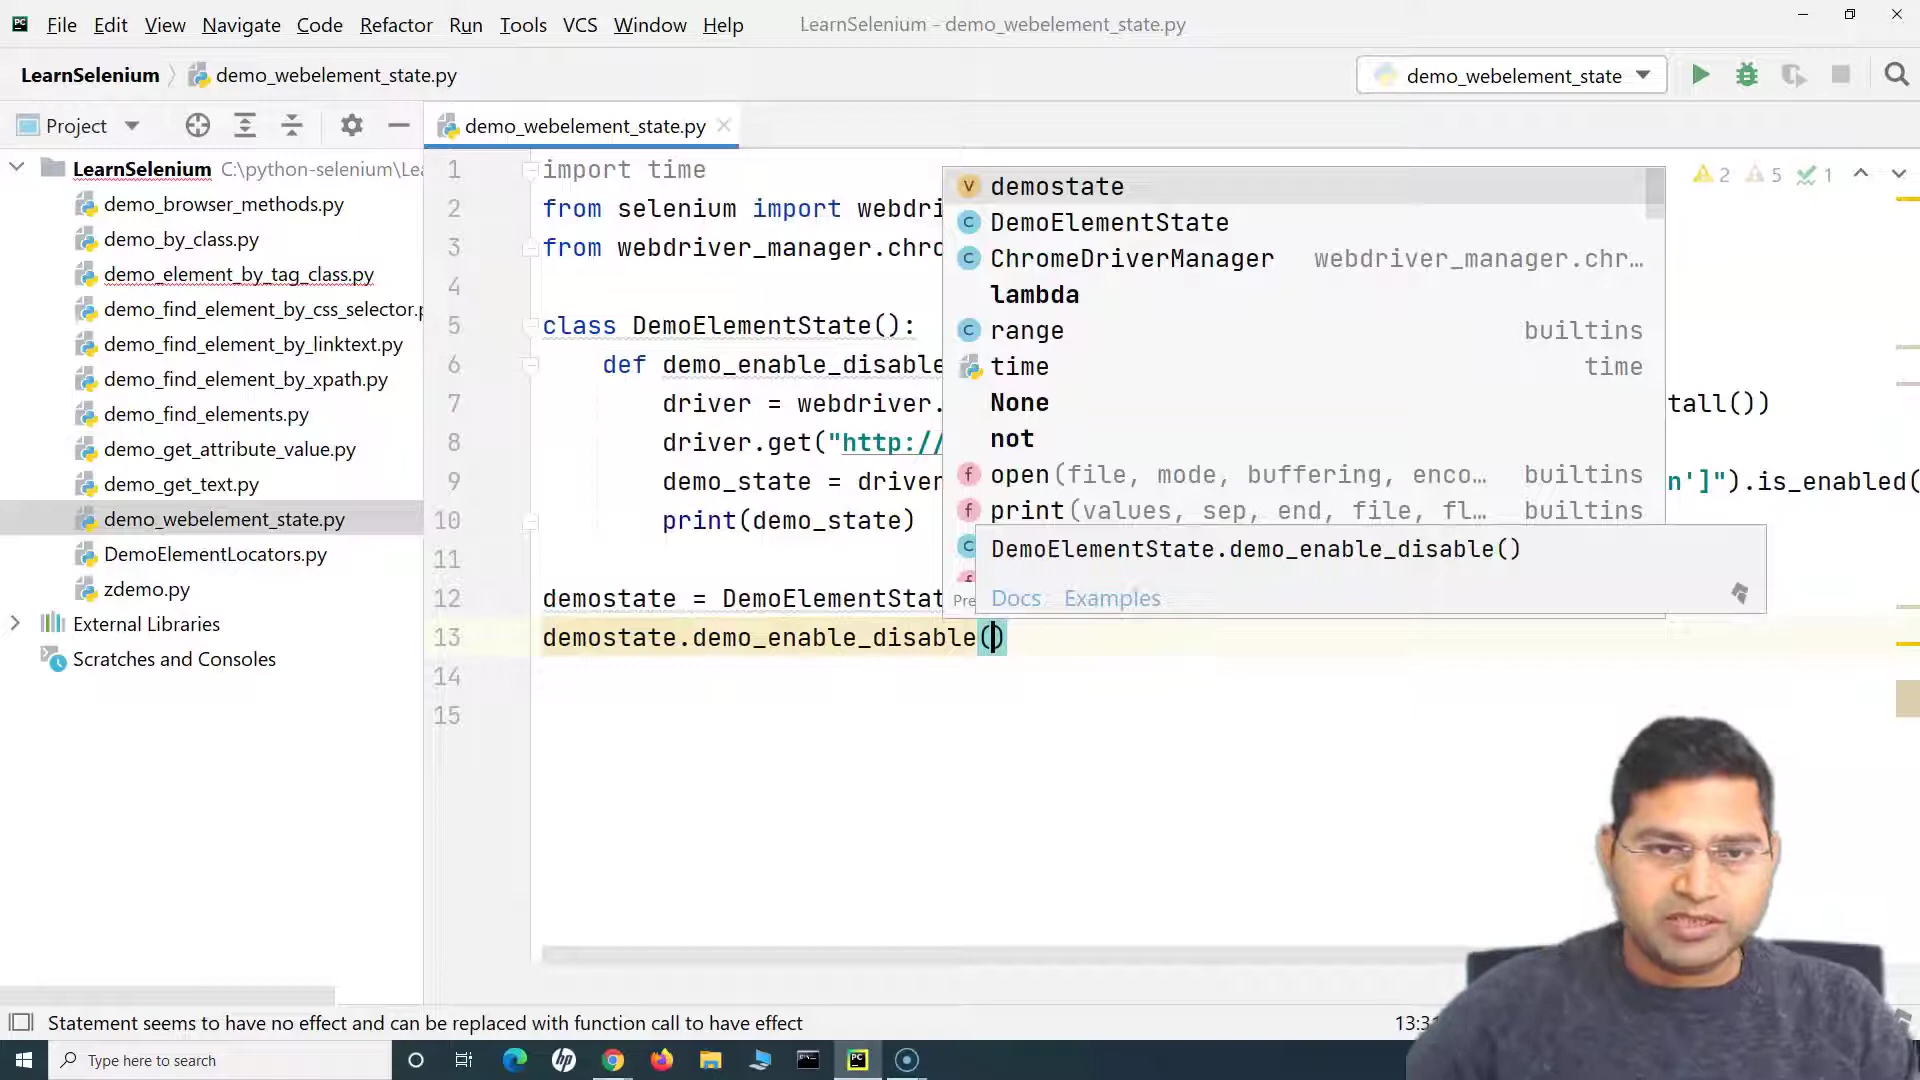 File Edit View Navigate Code Refactor Run Tools VCS Window Help LearnSelenium - demo_webelement_state.py
LearnSelenium demo_webelement_state.py
demo_webelement_state
Project
demo_webelement_state.py
LearnSelenium C:\python-selenium\Le
demo_browser_methods.py
demo_by_class.py
demo_element_by_tag_class.py
demo_find_element_by_css_selector.
demo_find_element_by_linktext.py
demo_find_element_by_xpath.py
demo_find_elements.py
demo_get_attribute_value.py
demo_get_text.py
demo_webelement_state.py
DemoElementLocators.py
zdemo.py
External Libraries
Scratches and Consoles
1 import time
2 from selenium import webdri
3 from webdriver_manager.chro
4
5 class DemoElementState():
6 def demo_enable_disable
7 driver = webdriver. tall())
8 driver.get("http://
9 demo_state = driver n']").is_enabled(
10 print(demo_state)
11
12 demostate = DemoElementStat
13 demostate.demo_enable_disable()
14
15
2 5 1
V demostate
C DemoElementState
C ChromeDriverManager webdriver_manager.chr…
lambda
C range builtins
time time
None
not
f open(file, mode, buffering, enco… builtins
f print(values, sep, end, file, fl… builtins
C
f
Pre
DemoElementState.demo_enable_disable()
Docs Examples
Statement seems to have no effect and can be replaced with function call to have effect
13:31
Type here to search
hp
PC